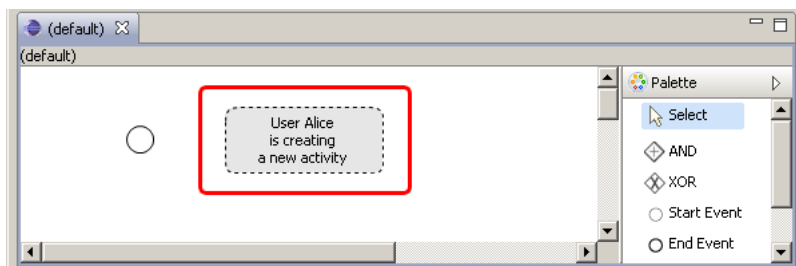 (default)
(default)
User Alice
is creating
a new activity
Palette
Select
AND
XOR
Start Event
End Event